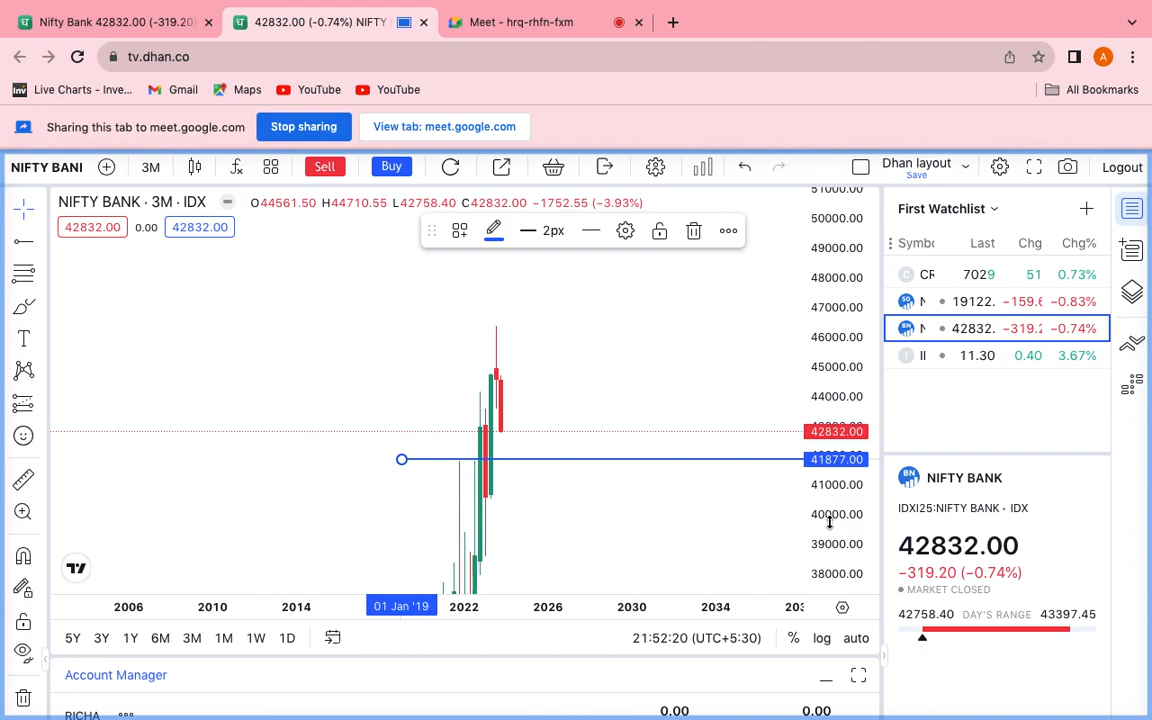 Nifty Bank 42832.00 (-319.20)
42832.00 (-0.74%) NIFTY
Meet - hrq-rhfn-fxm
tv.dhan.co
A
Inv Live Charts - Inve...
Gmail
Maps
YouTube
YouTube
All Bookmarks
Sharing this tab to meet.google.com
Stop sharing
View tab: meet.google.com
NIFTY BANI
3M
Sell
Buy
Dhan layout
Save
Logout
NIFTY BANK · 3M · IDX
O44561.50 H44710.55 L42758.40 C42832.00 −1752.55 (−3.93%)
42832.00 0.00 42832.00
2px
51000.00
50000.00
49000.00
48000.00
47000.00
46000.00
45000.00
44000.00
42832.00
41877.00
41000.00
40000.00
39000.00
38000.00
First Watchlist
Symbo Last Chg Chg%
C CR 7029 51 0.73%
N 19122. −159.6 −0.83%
BN N 42832. −319.2 −0.74%
I II 11.30 0.40 3.67%
BN NIFTY BANK
IDXI25:NIFTY BANK • IDX
42832.00
−319.20 (−0.74%)
MARKET CLOSED
42758.40 DAY'S RANGE 43397.45
2006 2010 2014 01 Jan '19 2022 2026 2030 2034 203
5Y 3Y 1Y 6M 3M 1M 1W 1D
21:52:20 (UTC+5:30) % log auto
Account Manager
RICHA 0.00 0.00